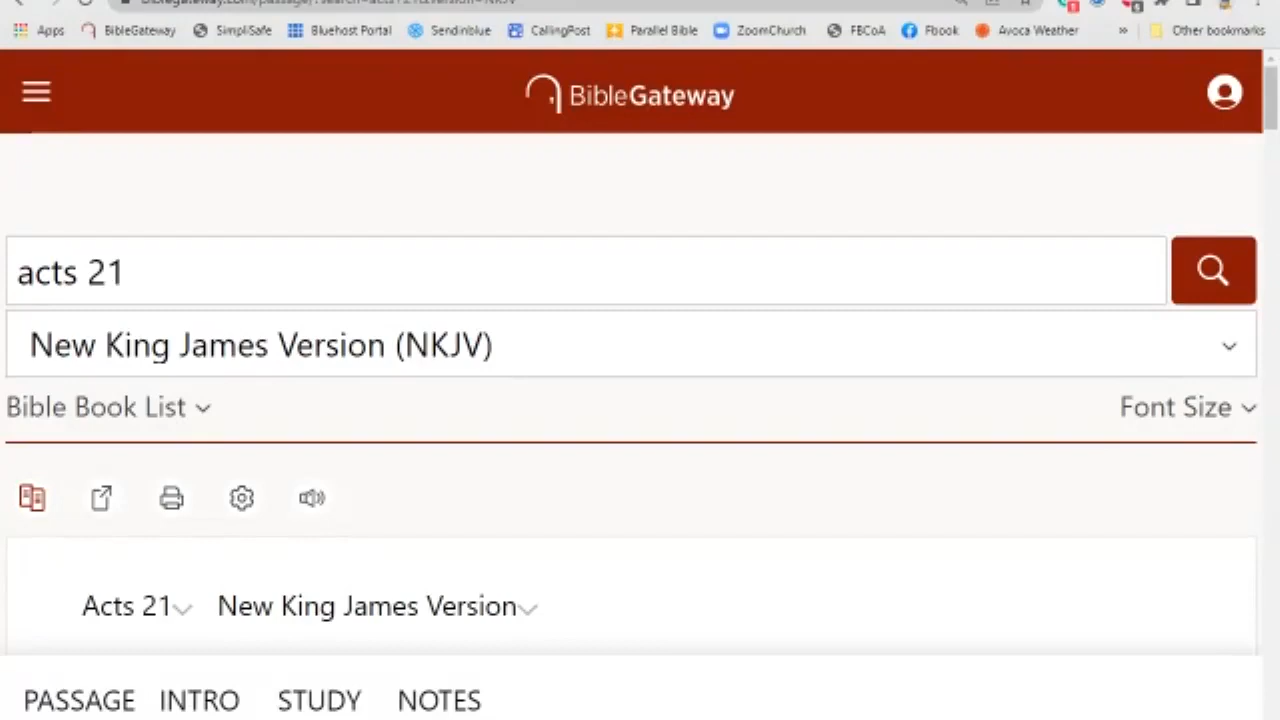 Apps BibleGateway SimpliSafe Bluehost Portal Sendinblue CallingPost Parallel Bible ZoomChurch FBCoA Fbook Avoca Weather » Other bookmarks
BibleGateway
acts 21
New King James Version (NKJV)
Bible Book List Font Size
Acts 21 New King James Version
PASSAGE INTRO STUDY NOTES